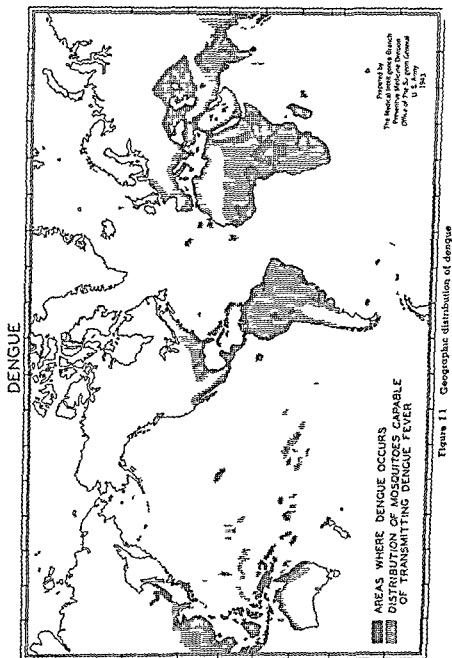 DENGUE
Prepared by
The Medical Intelligence Branch
Preventive Medicine Division
Office of The Surgeon General
U. S. Army
1943
AREAS WHERE DENGUE OCCURS
DISTRIBUTION OF MOSQUITOES CAPABLE
OF TRANSMITTING DENGUE FEVER
Figure 11 Geographic distribution of dengue